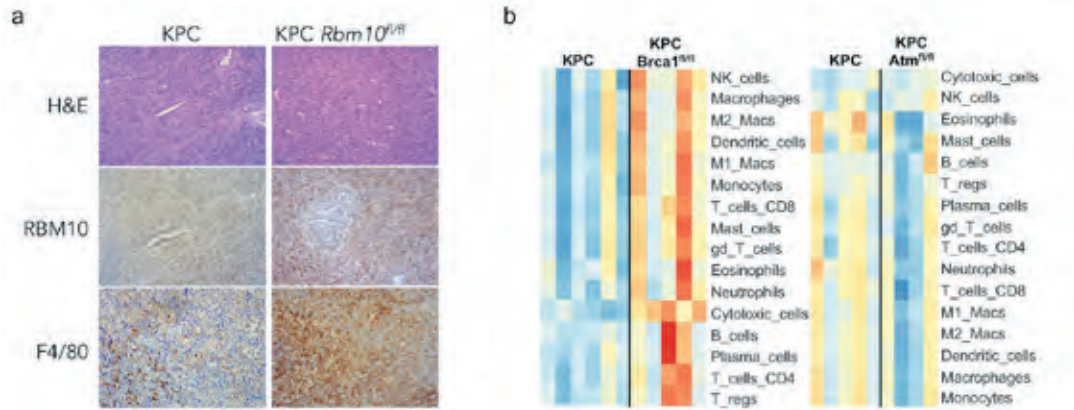 a
KPC
KPC Rbm10fl/fl
H&E
RBM10
F4/80
b
KPC
KPC
Brca1fl/fl
NK_cells
Macrophages
M2_Macs
Dendritic_cells
M1_Macs
Monocytes
T_cells_CD8
Mast_cells
gd_T_cells
Eosinophils
Neutrophils
Cytoloxic_cells
B_cells
Plasma_cells
T_cells_CD4
T_regs
KPC
KPC
Atmfl/fl
Cytotoxic_cells
NK_cells
Eosinophils
Mast_cells
B_cells
T_regs
Plasma_cells
gd_T_cells
T_cells_CD4
Neutrophils
T_cells_CD8
M1_Macs
M2_Macs
Dendritic_cells
Macrophages
Monocytes